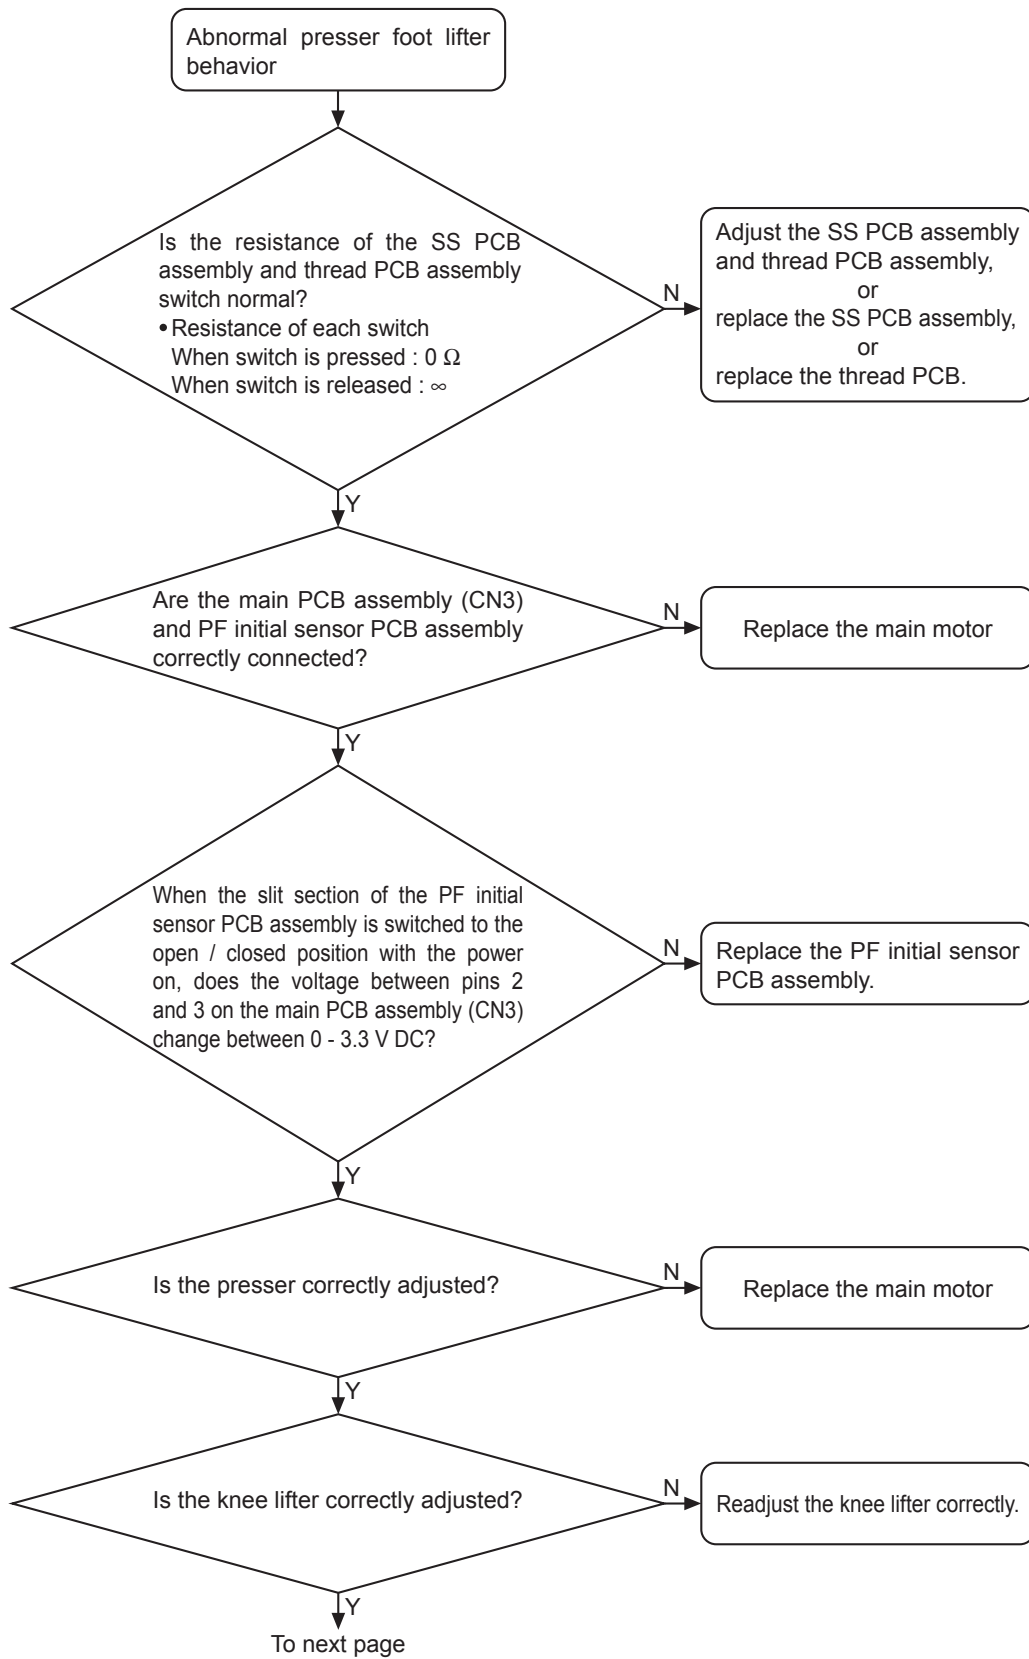 Abnormal presser foot lifter
behavior
Is the resistance of the SS PCB
assembly and thread PCB assembly
switch normal?
• Resistance of each switch
When switch is pressed : 0 Ω
When switch is released : ∞
N
Adjust the SS PCB assembly
and thread PCB assembly,
or
replace the SS PCB assembly,
or
replace the thread PCB.
Y
Are the main PCB assembly (CN3)
and PF initial sensor PCB assembly
correctly connected?
N
Replace the main motor
Y
When the slit section of the PF initial
sensor PCB assembly is switched to the
open / closed position with the power
on, does the voltage between pins 2
and 3 on the main PCB assembly (CN3)
change between 0 - 3.3 V DC?
N
Replace the PF initial sensor
PCB assembly.
Y
Is the presser correctly adjusted?
N
Replace the main motor
Y
Is the knee lifter correctly adjusted?
N
Readjust the knee lifter correctly.
Y
To next page